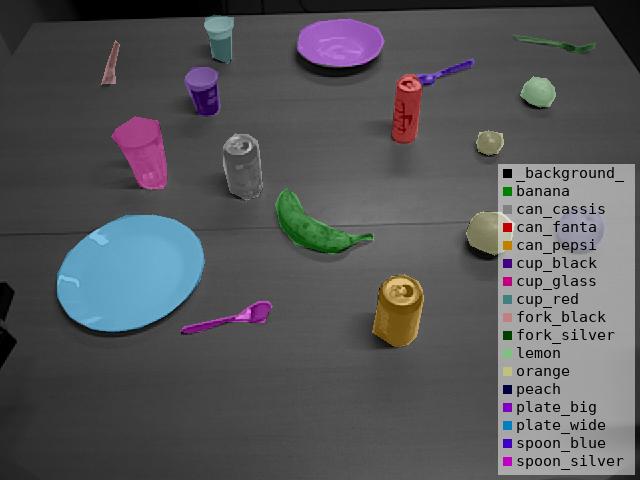 _background_
banana
can_cassis
can_fanta
can_pepsi
cup_black
cup_glass
cup_red
fork_black
fork_silver
lemon
orange
peach
plate_big
plate_wide
spoon_blue
spoon_silver